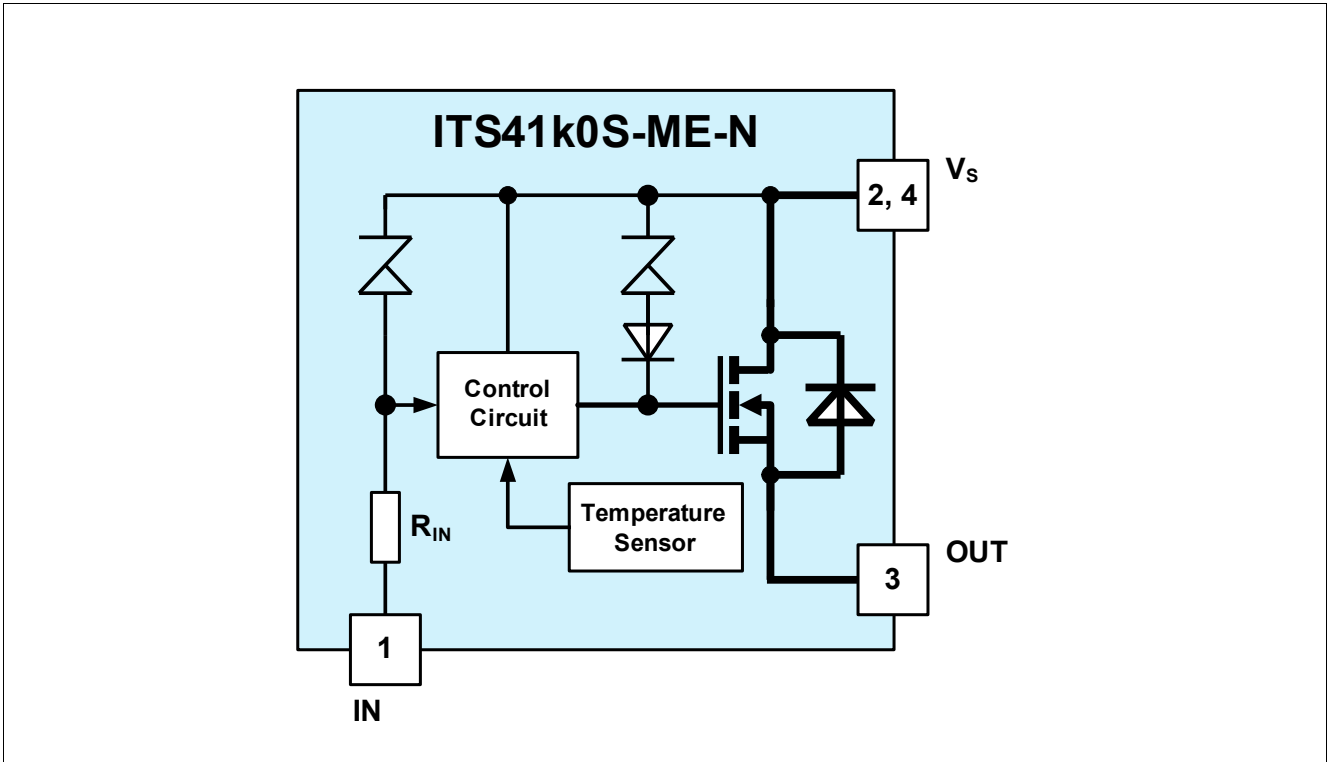 ITS41k0S-ME-N
VS
2, 4
Control
Circuit
RIN
Temperature
Sensor
OUT
3
1
IN